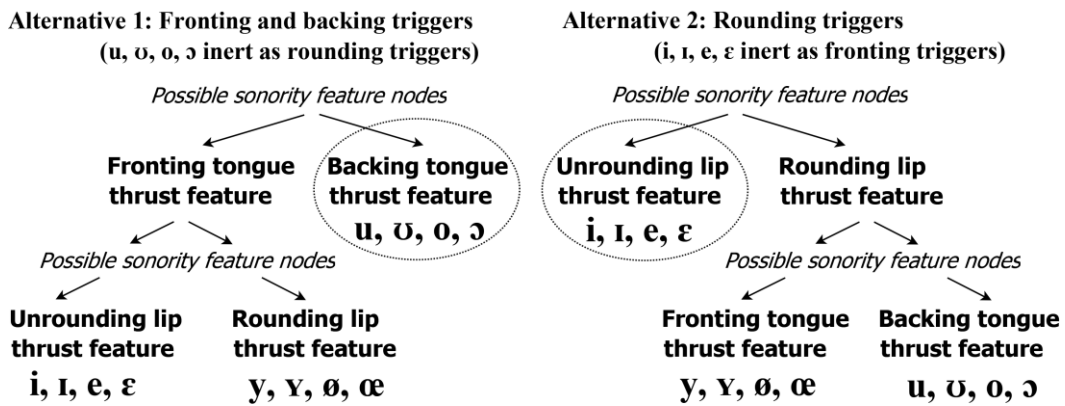 Alternative 1: Fronting and backing triggers
(u, ʊ, o, ɔ inert as rounding triggers)
Possible sonority feature nodes
Fronting tongue
thrust feature
Backing tongue
thrust feature
u, ʊ, o, ɔ
Possible sonority feature nodes
Unrounding lip
thrust feature
i, ɪ, e, ɛ
Rounding lip
thrust feature
y, ʏ, ø, œ
Alternative 2: Rounding triggers
(i, ɪ, e, ɛ inert as fronting triggers)
Possible sonority feature nodes
Unrounding lip
thrust feature
i, ɪ, e, ɛ
Rounding lip
thrust feature
Possible sonority feature nodes
Fronting tongue
thrust feature
y, ʏ, ø, œ
Backing tongue
thrust feature
u, ʊ, o, ɔ